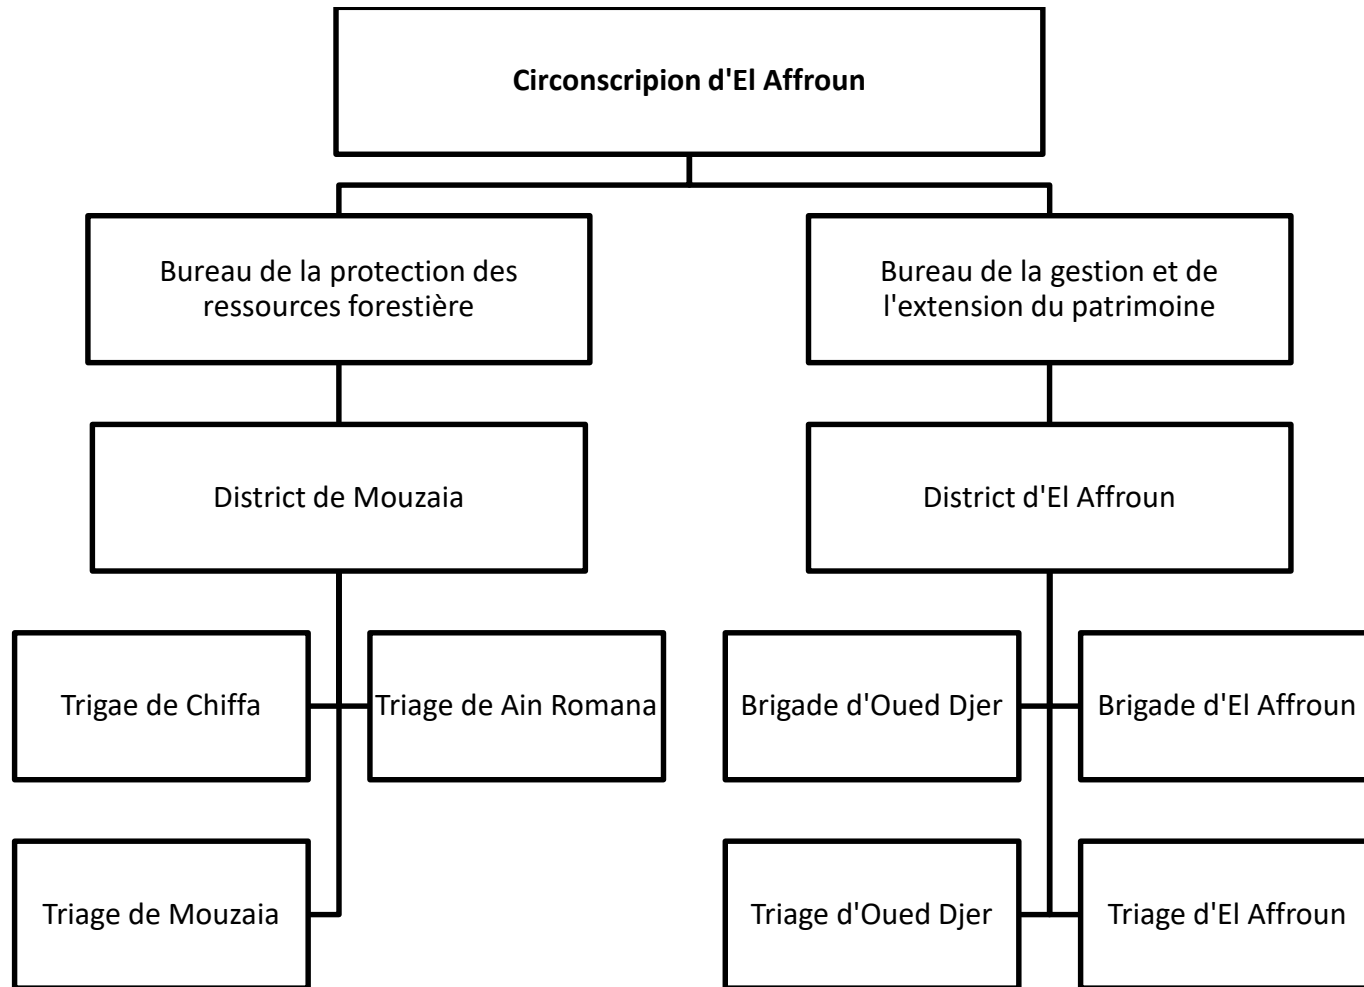 Circonscripion d'El Affroun
Bureau de la protection des
ressources forestière
Bureau de la gestion et de
l'extension du patrimoine
District de Mouzaia
District d'El Affroun
Trigae de Chiffa
Triage de Ain Romana
Brigade d'Oued Djer
Brigade d'El Affroun
Triage de Mouzaia
Triage d'Oued Djer
Triage d'El Affroun